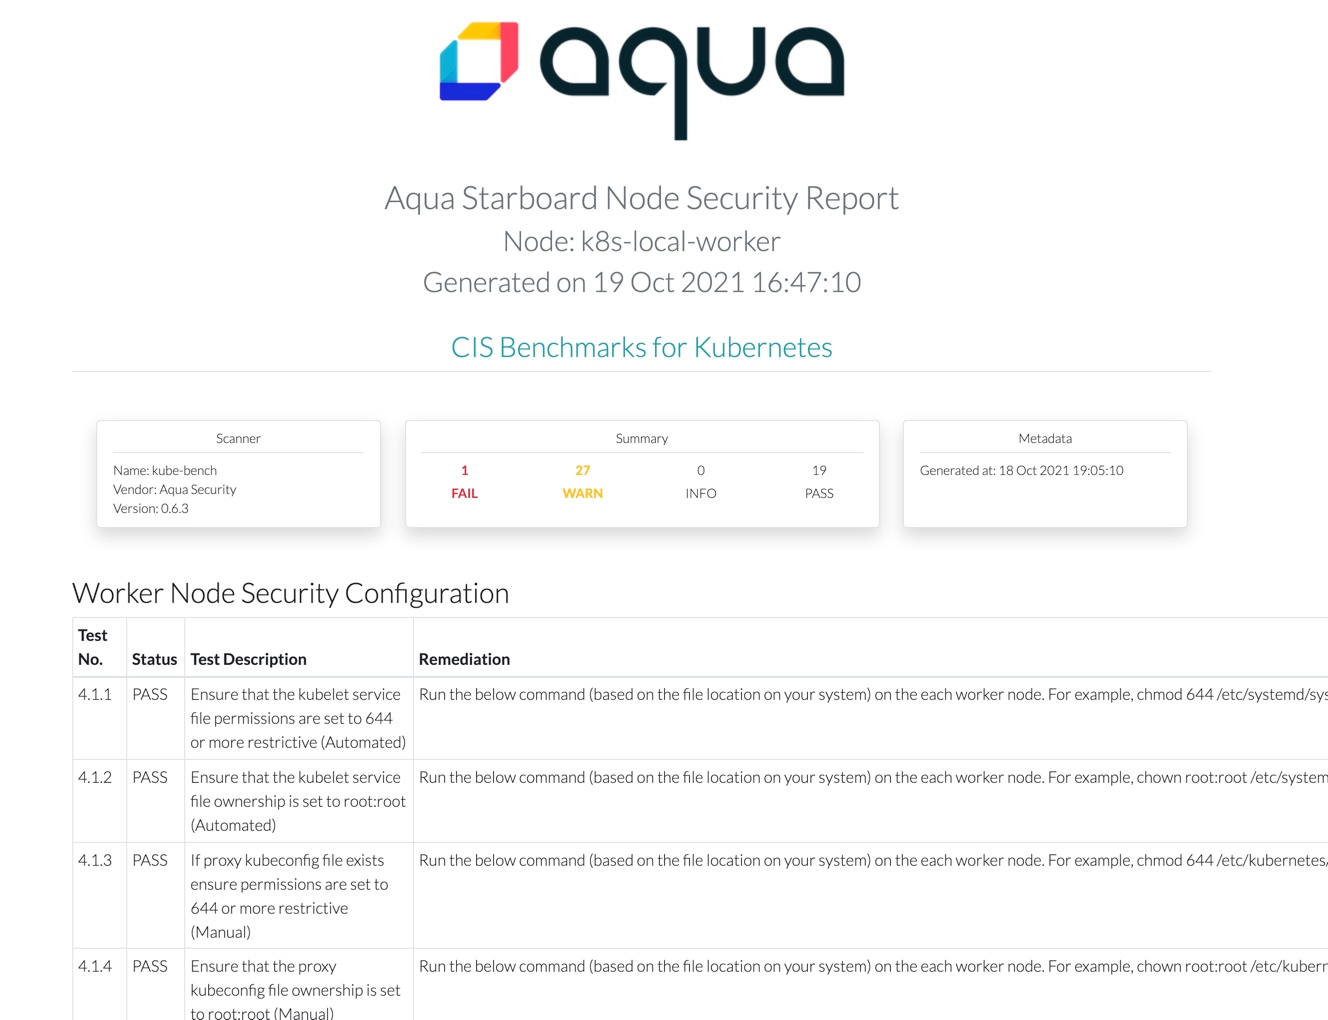 aqua
Aqua Starboard Node Security Report
Node: k8s-local-worker
Generated on 19 Oct 2021 16:47:10
CIS Benchmarks for Kubernetes
Scanner
Name: kube-bench
Vendor: Aqua Security
Version: 0.6.3
Summary
1 27 0 19
FAIL WARN INFO PASS
Metadata
Generated at: 18 Oct 2021 19:05:10
Worker Node Security Configuration
Test
No. Status Test Description Remediation
4.1.1 PASS Ensure that the kubelet service Run the below command (based on the file location on your system) on the each worker node. For example, chmod 644 /etc/systemd/sys
file permissions are set to 644
or more restrictive (Automated)
4.1.2 PASS Ensure that the kubelet service Run the below command (based on the file location on your system) on the each worker node. For example, chown root:root /etc/system
file ownership is set to root:root
(Automated)
4.1.3 PASS If proxy kubeconfig file exists Run the below command (based on the file location on your system) on the each worker node. For example, chmod 644 /etc/kubernetes/
ensure permissions are set to
644 or more restrictive
(Manual)
4.1.4 PASS Ensure that the proxy Run the below command (based on the file location on your system) on the each worker node. For example, chown root:root /etc/kubern
kubeconfig file ownership is set
to root:root (Manual)